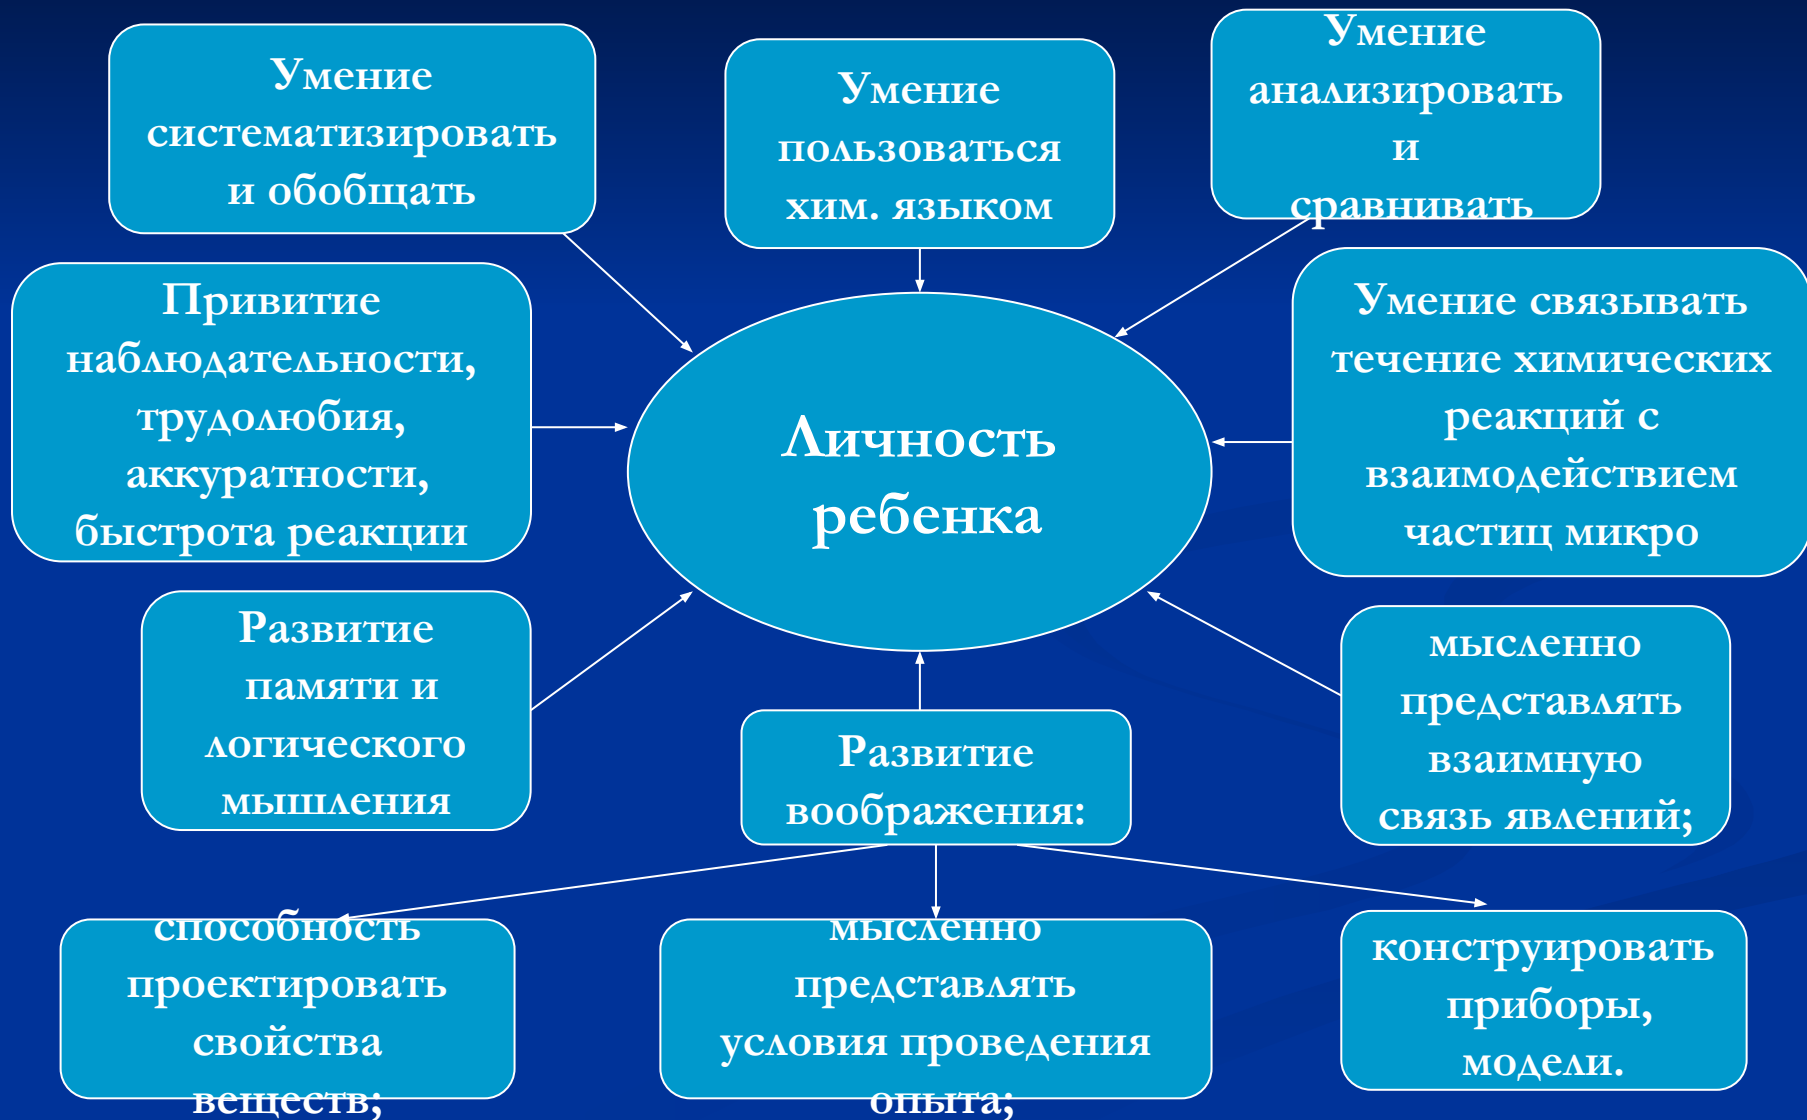 Умение
систематизировать
и обобщать
Умение
пользоваться
хим. языком
Умение
анализировать
и
сравнивать
Привитие
наблюдательности,
трудолюбия,
аккуратности,
быстрота реакции
Личность
ребенка
Умение связывать
течение химических
реакций с
взаимодействием
частиц микро
Развитие
памяти и
логического
мышления
Развитие
воображения:
мысленно
представлять
взаимную
связь явлений;
способность
проектировать
свойства
веществ;
мысленно
представлять
условия проведения
опыта;
конструировать
приборы,
модели.